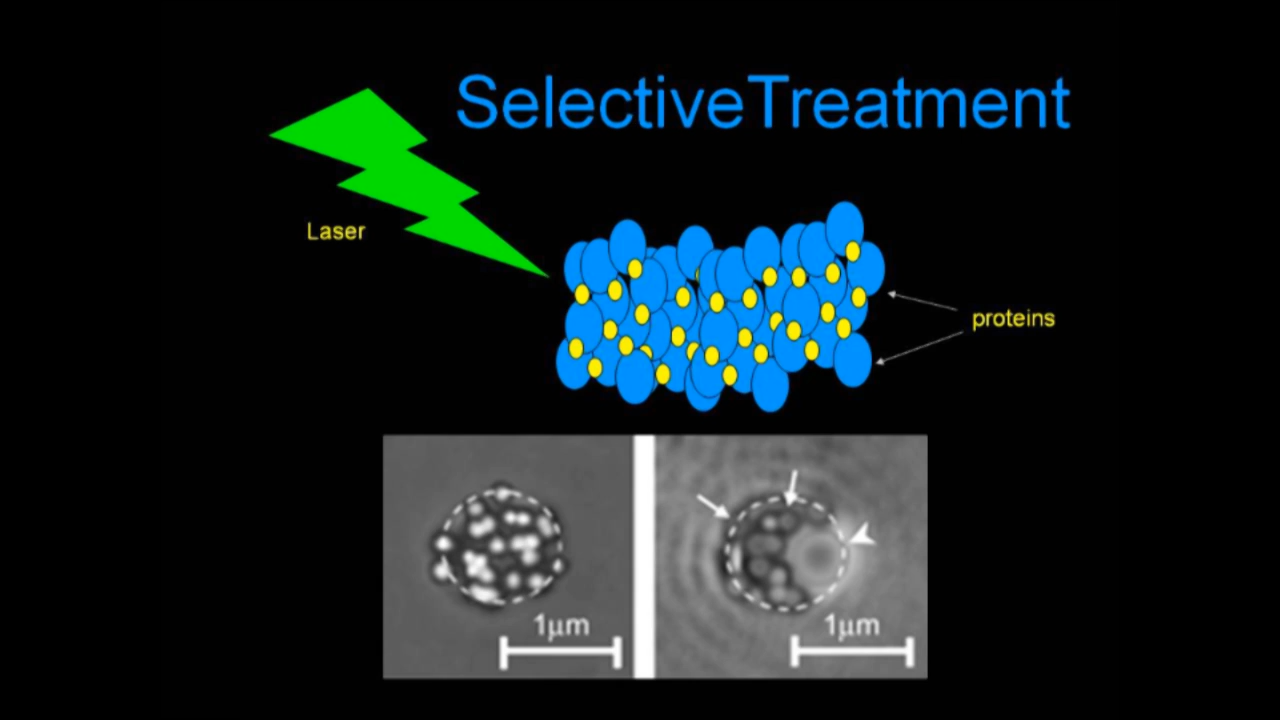 SelectiveTreatment
Laser
proteins
1μm
1μm